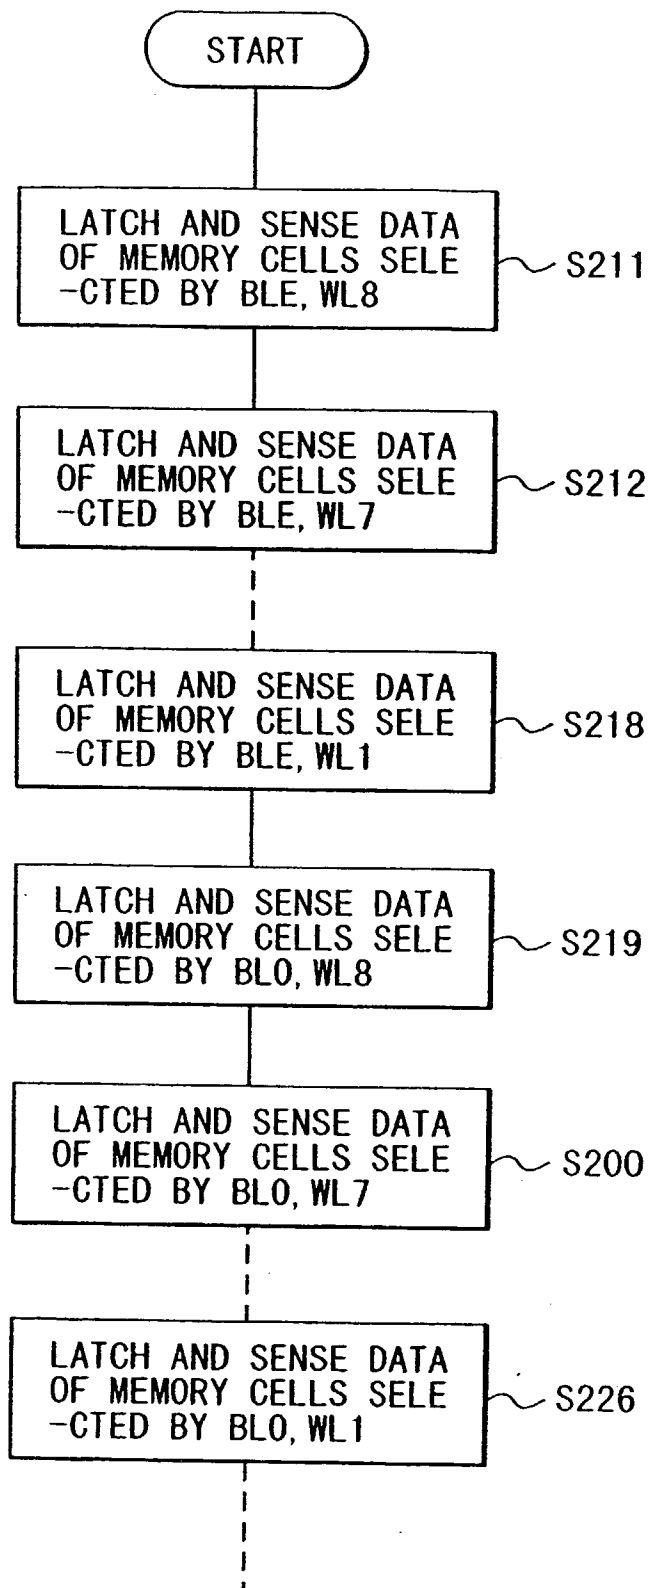 START
LATCH AND SENSE DATA
OF MEMORY CELLS SELE
-CTED BY BLE, WL8
S211
LATCH AND SENSE DATA
OF MEMORY CELLS SELE
-CTED BY BLE, WL7
S212
LATCH AND SENSE DATA
OF MEMORY CELLS SELE
-CTED BY BLE, WL1
S218
LATCH AND SENSE DATA
OF MEMORY CELLS SELE
-CTED BY BLO, WL8
S219
LATCH AND SENSE DATA
OF MEMORY CELLS SELE
-CTED BY BLO, WL7
S200
LATCH AND SENSE DATA
OF MEMORY CELLS SELE
-CTED BY BLO, WL1
S226